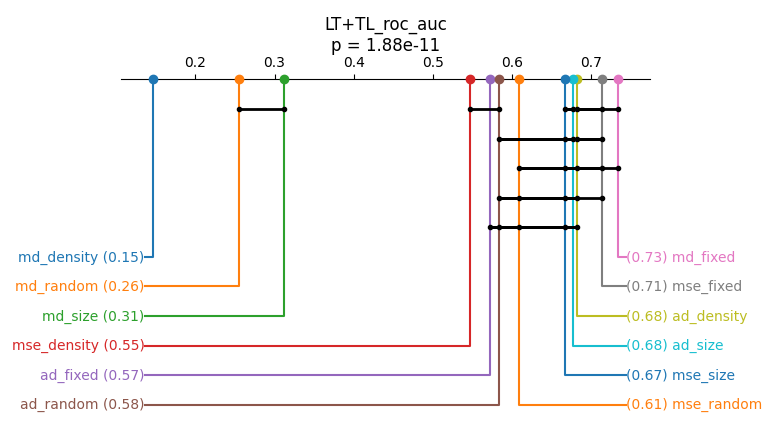 LT+TL_roc_auc
p = 1.88e-11
0.2 0.3 0.4 0.5 0.6 0.7
md_density (0.15) (0.73) md_fixed
md_random (0.26) (0.71) mse_fixed
md_size (0.31) (0.68) ad_density
mse_density (0.55) (0.68) ad_size
ad_fixed (0.57) (0.67) mse_size
ad_random (0.58) (0.61) mse_random